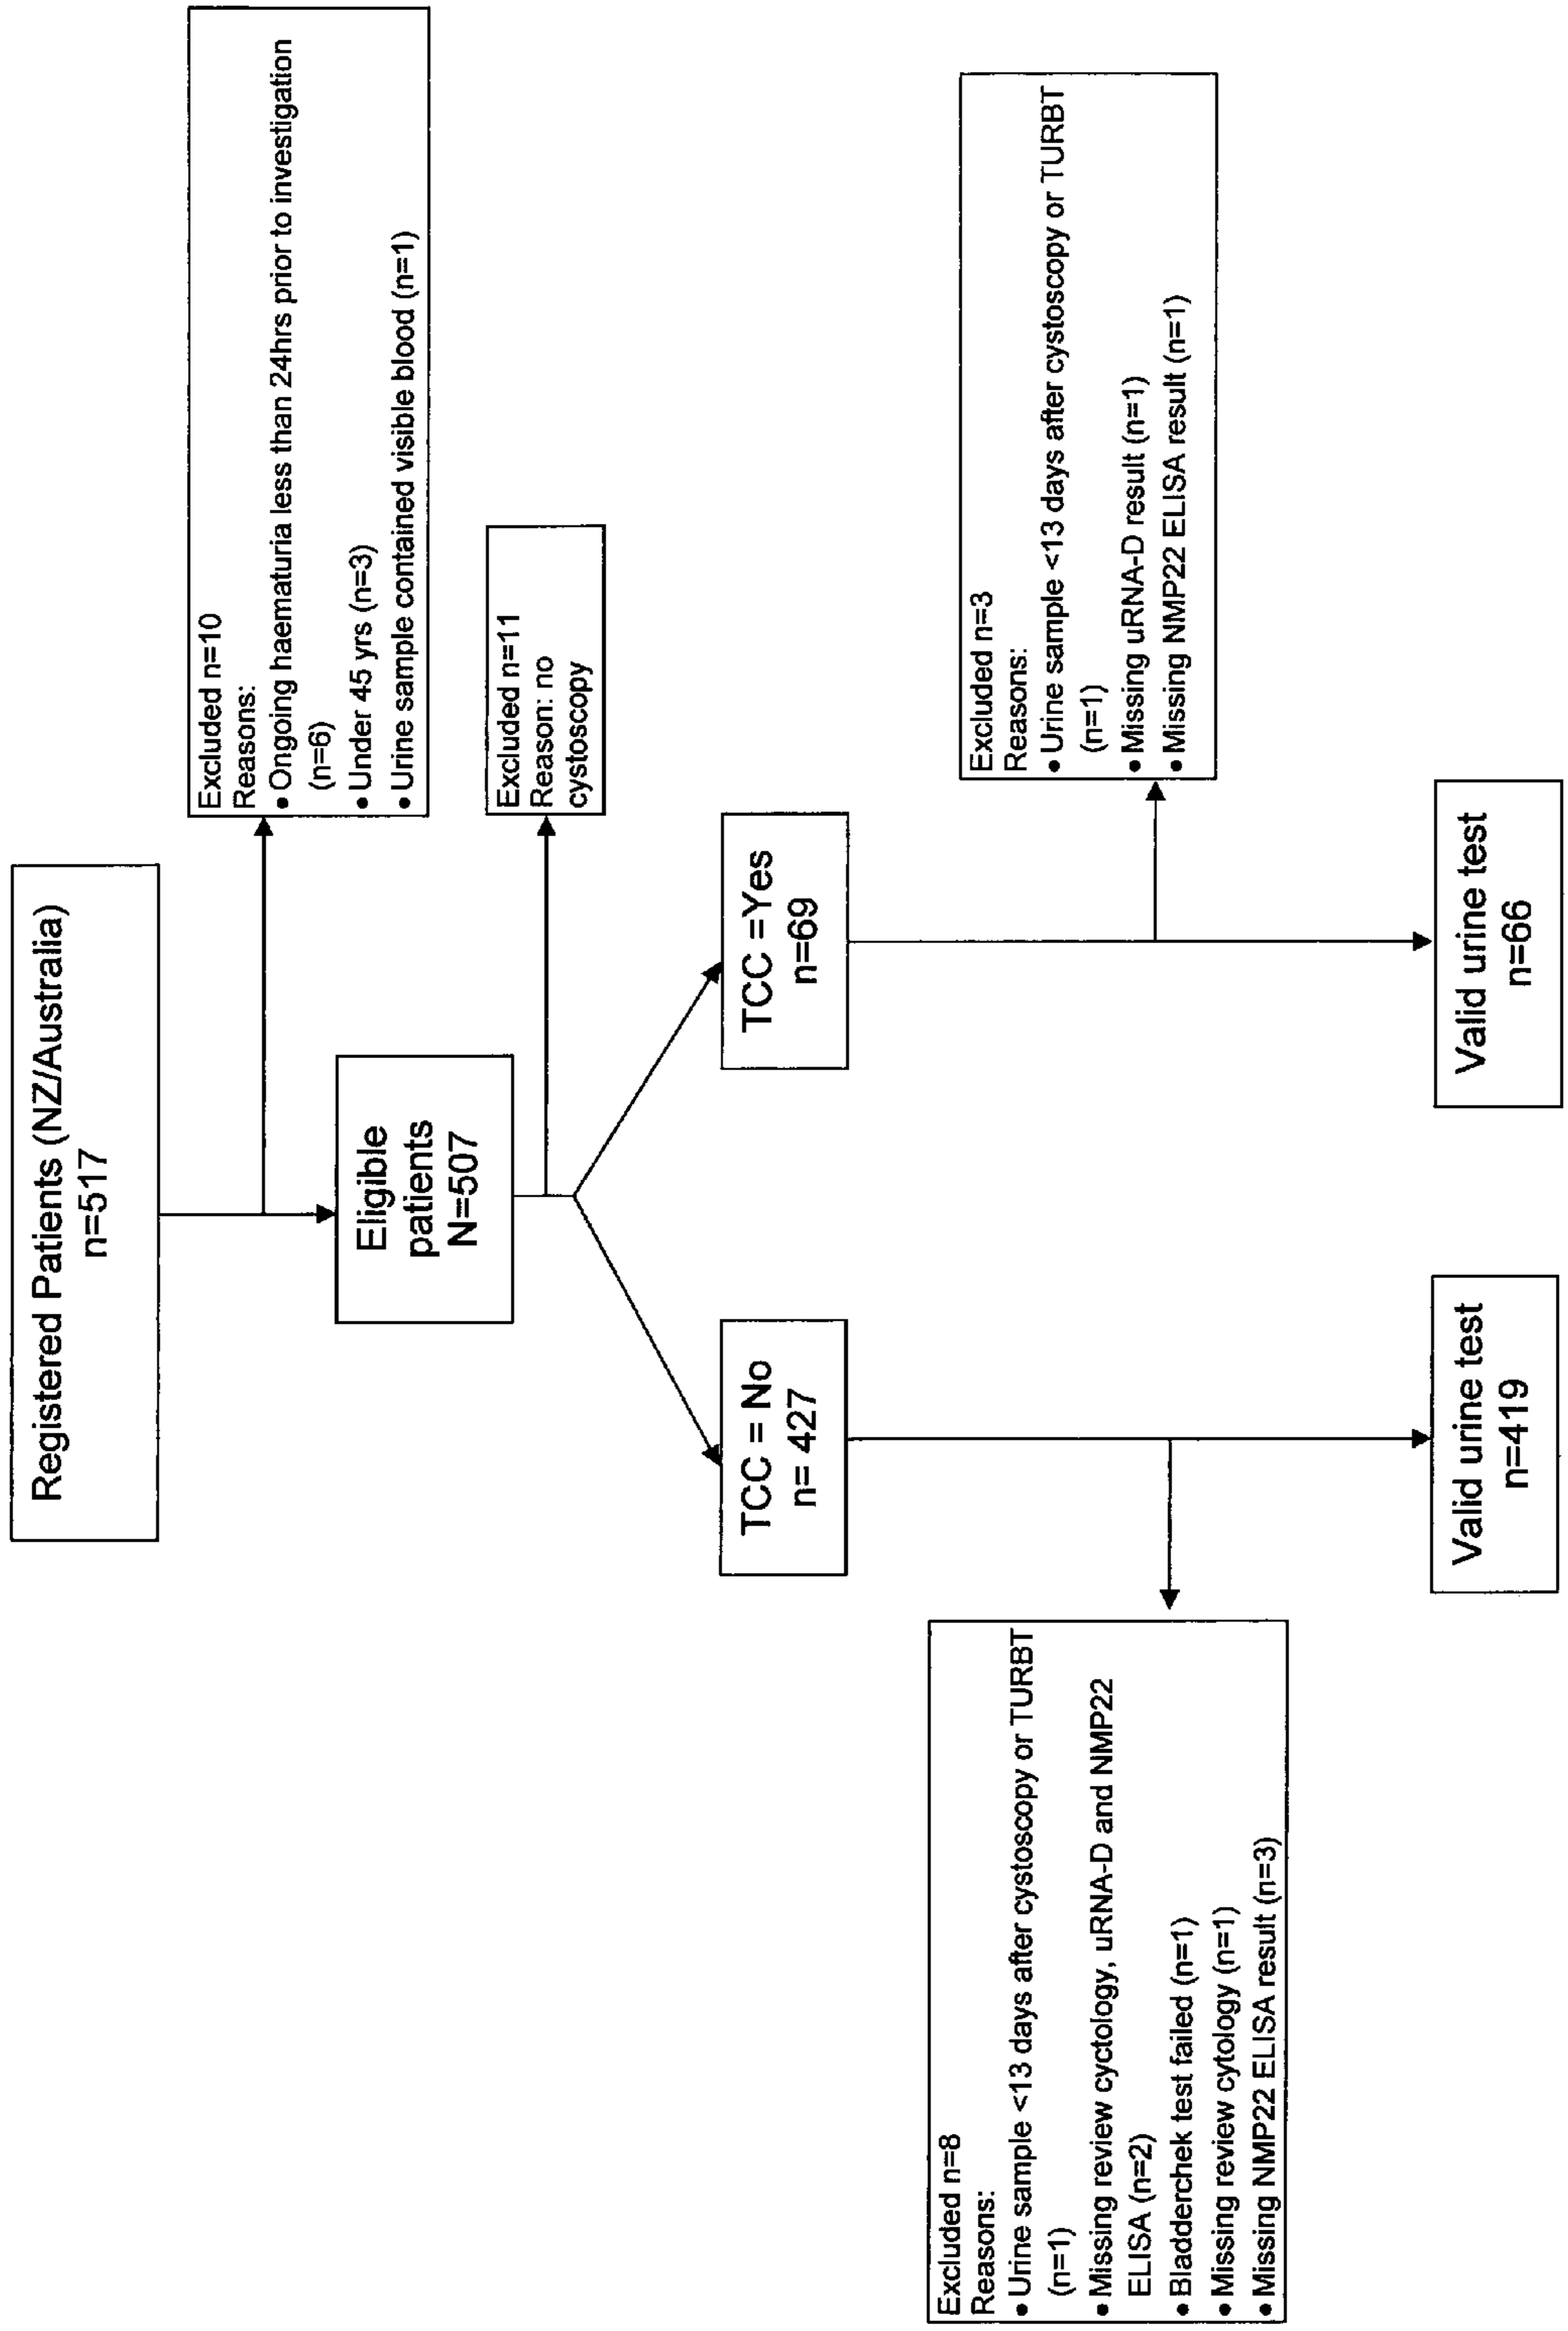 Registered Patients (NZ/Australia)
n=517
Excluded n=10
Reasons:
• Ongoing haematuria less than 24hrs prior to investigation
(n=6)
• Under 45 yrs (n=3)
• Urine sample contained visible blood (n=1)
Eligible
patients
N=507
Excluded n=11
Reason: no
cystoscopy
TCC = No
n= 427
TCC =Yes
n=69
Excluded n=8
Reasons:
• Urine sample <13 days after cystoscopy or TURBT
(n=1)
• Missing review cyctology, uRNA-D and NMP22
ELISA (n=2)
• Bladderchek test failed (n=1)
• Missing review cytology (n=1)
• Missing NMP22 ELISA result (n=3)
Excluded n=3
Reasons:
• Urine sample <13 days after cystoscopy or TURBT
(n=1)
• Missing uRNA-D result (n=1)
• Missing NMP22 ELISA result (n=1)
Valid urine test
n=419
Valid urine test
n=66